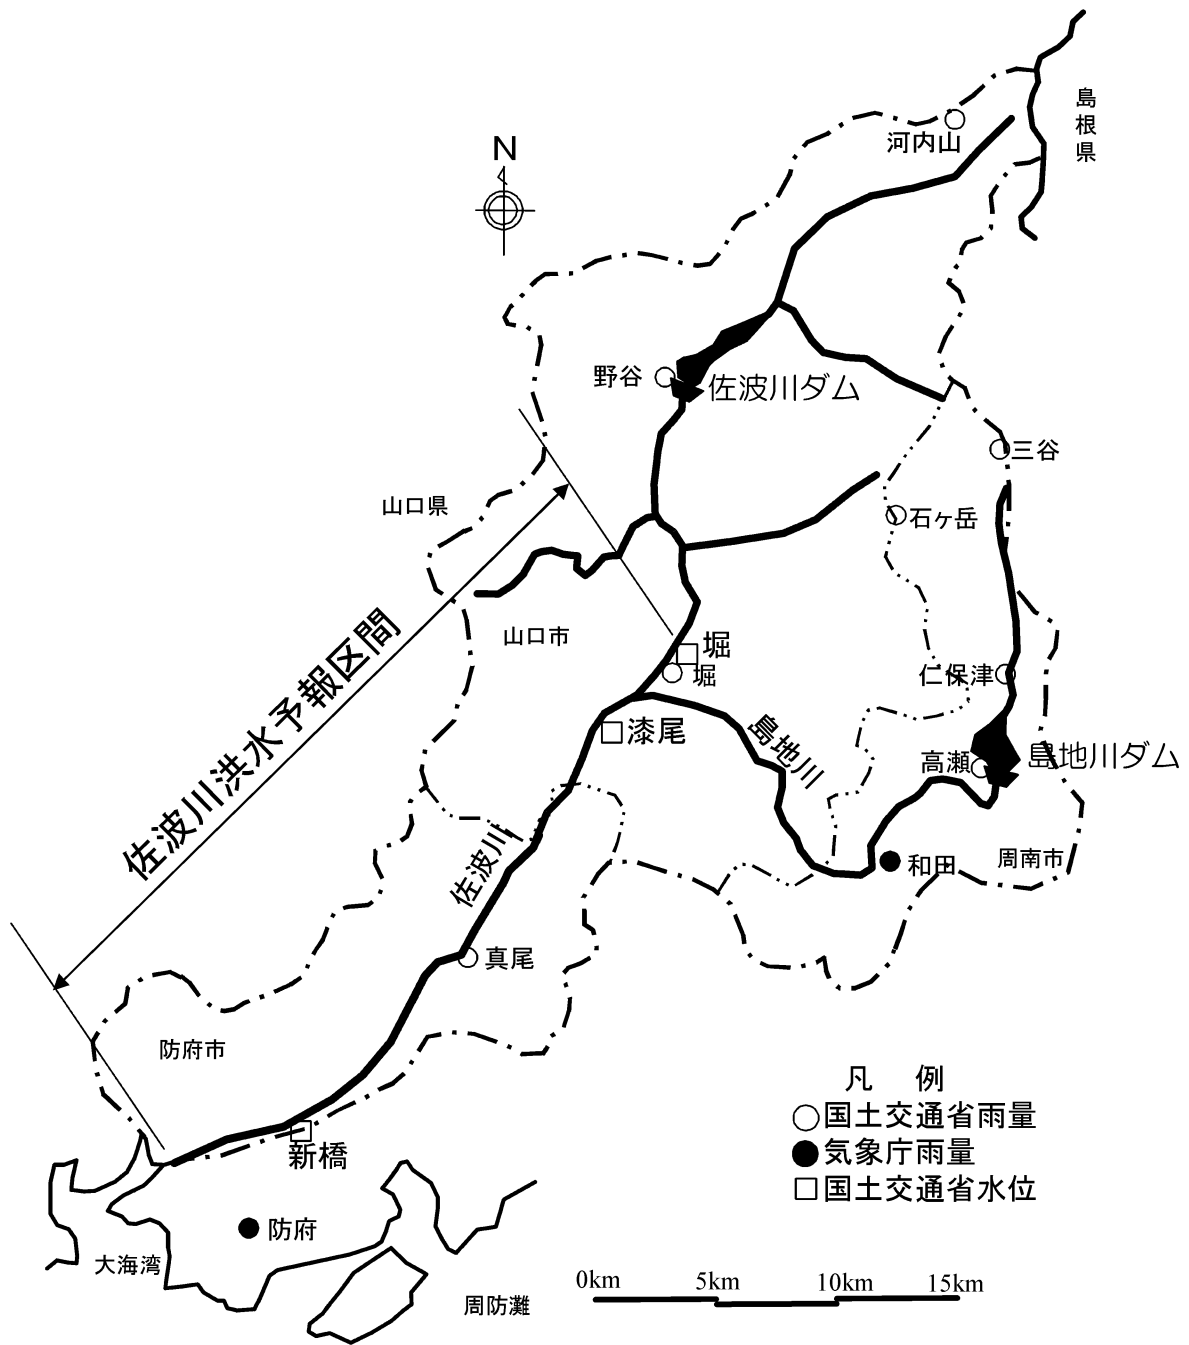 島根県
河内山
N
野谷
佐波川ダム
三谷
山口県
石ヶ岳
山口市
堀
堀
仁保津
佐波川洪水予報区間
漆尾
島地川
高瀬
島地川ダム
佐波川
和田
周南市
真尾
防府市
凡 例
国土交通省雨量
気象庁雨量
国土交通省水位
新橋
防府
大海湾
周防灘
0km 5km 10km 15km